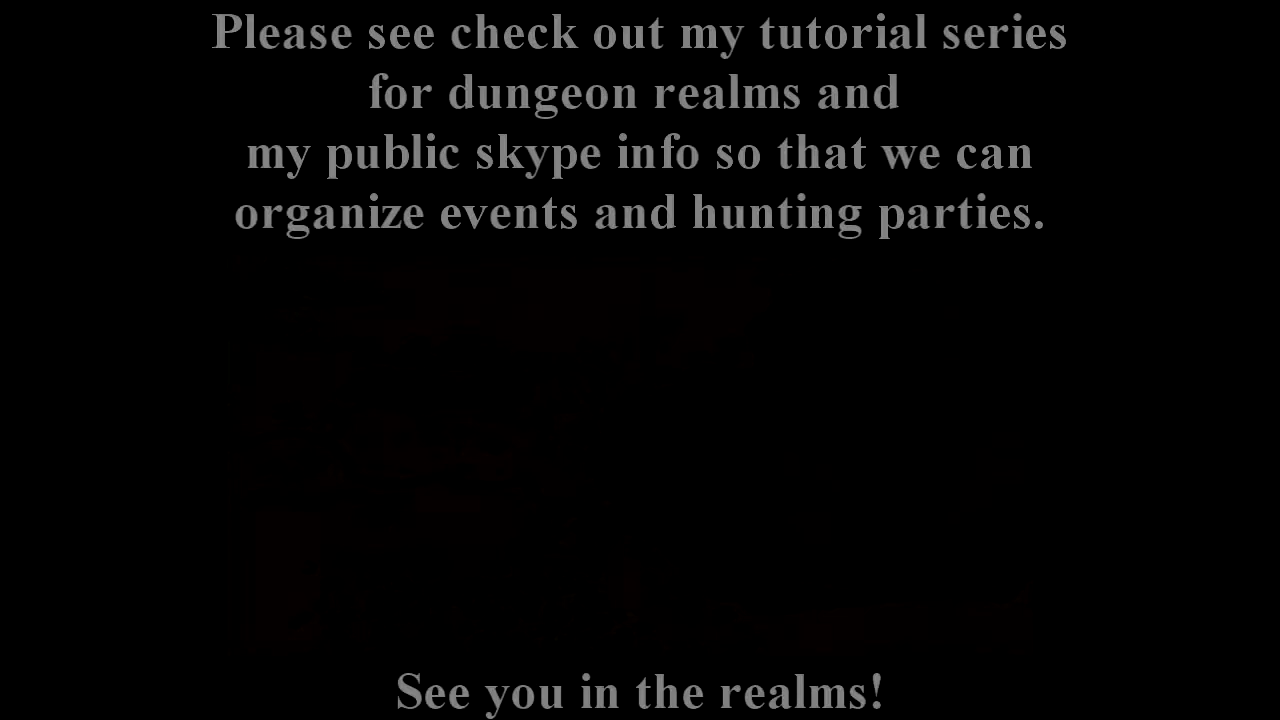 Please see check out my tutorial series
for dungeon realms and
my public skype info so that we can
organize events and hunting parties.
See you in the realms!